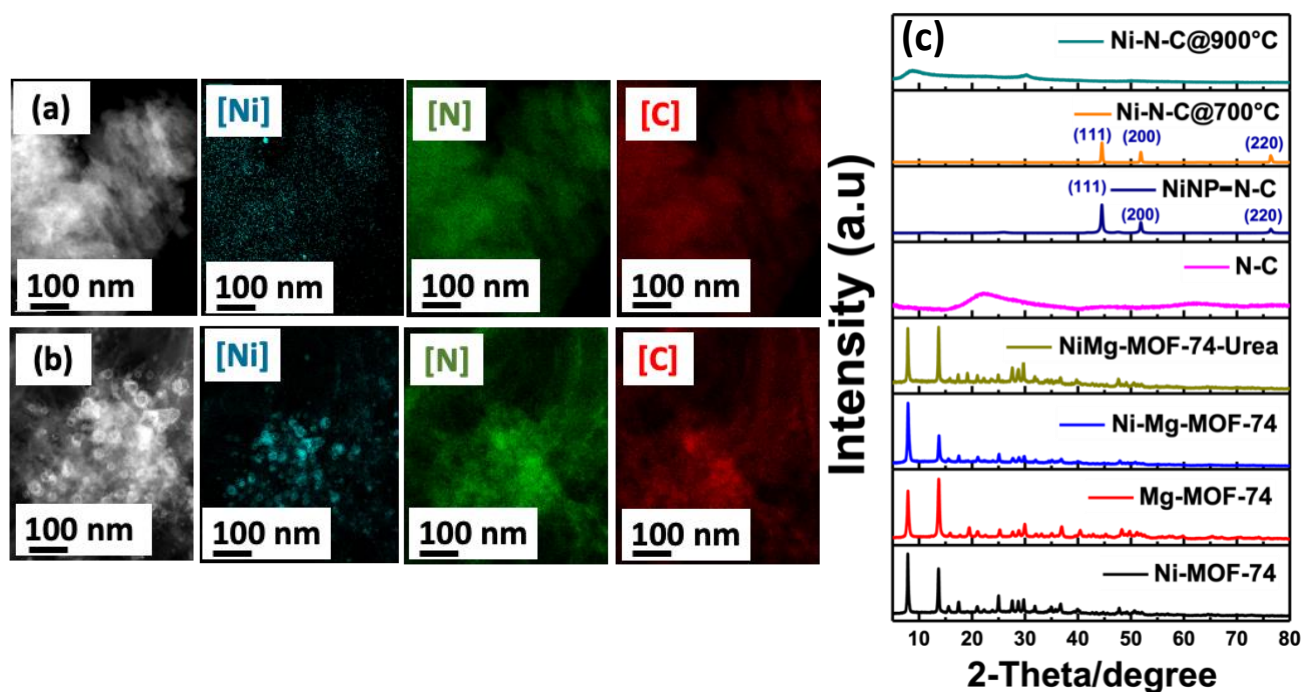 (a)
[Ni]
[N]
[C]
100 nm
100 nm
100 nm
100 nm
(b)
[Ni]
[N]
[C]
100 nm
100 nm
100 nm
100 nm
(c)
Ni-N-C@900°C
Ni-N-C@700°C
(111)
(200)
(220)
NiNP=N-C
(111)
(200)
(220)
N-C
NiMg-MOF-74-Urea
Ni-Mg-MOF-74
Mg-MOF-74
Ni-MOF-74
Intensity (a.u)
10 20 30 40 50 60 70 80
2-Theta/degree